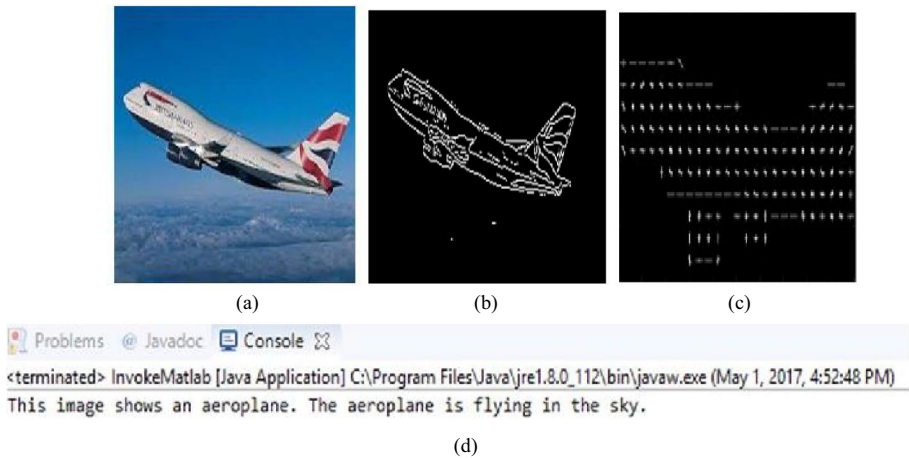 (a)
(b)
(c)
Problems @ Javadoc Console
<terminated> InvokeMatlab [Java Application] C:\Program Files\Java\jre1.8.0_112\bin\javaw.exe (May 1, 2017, 4:52:48 PM)
This image shows an aeroplane. The aeroplane is flying in the sky.
(d)